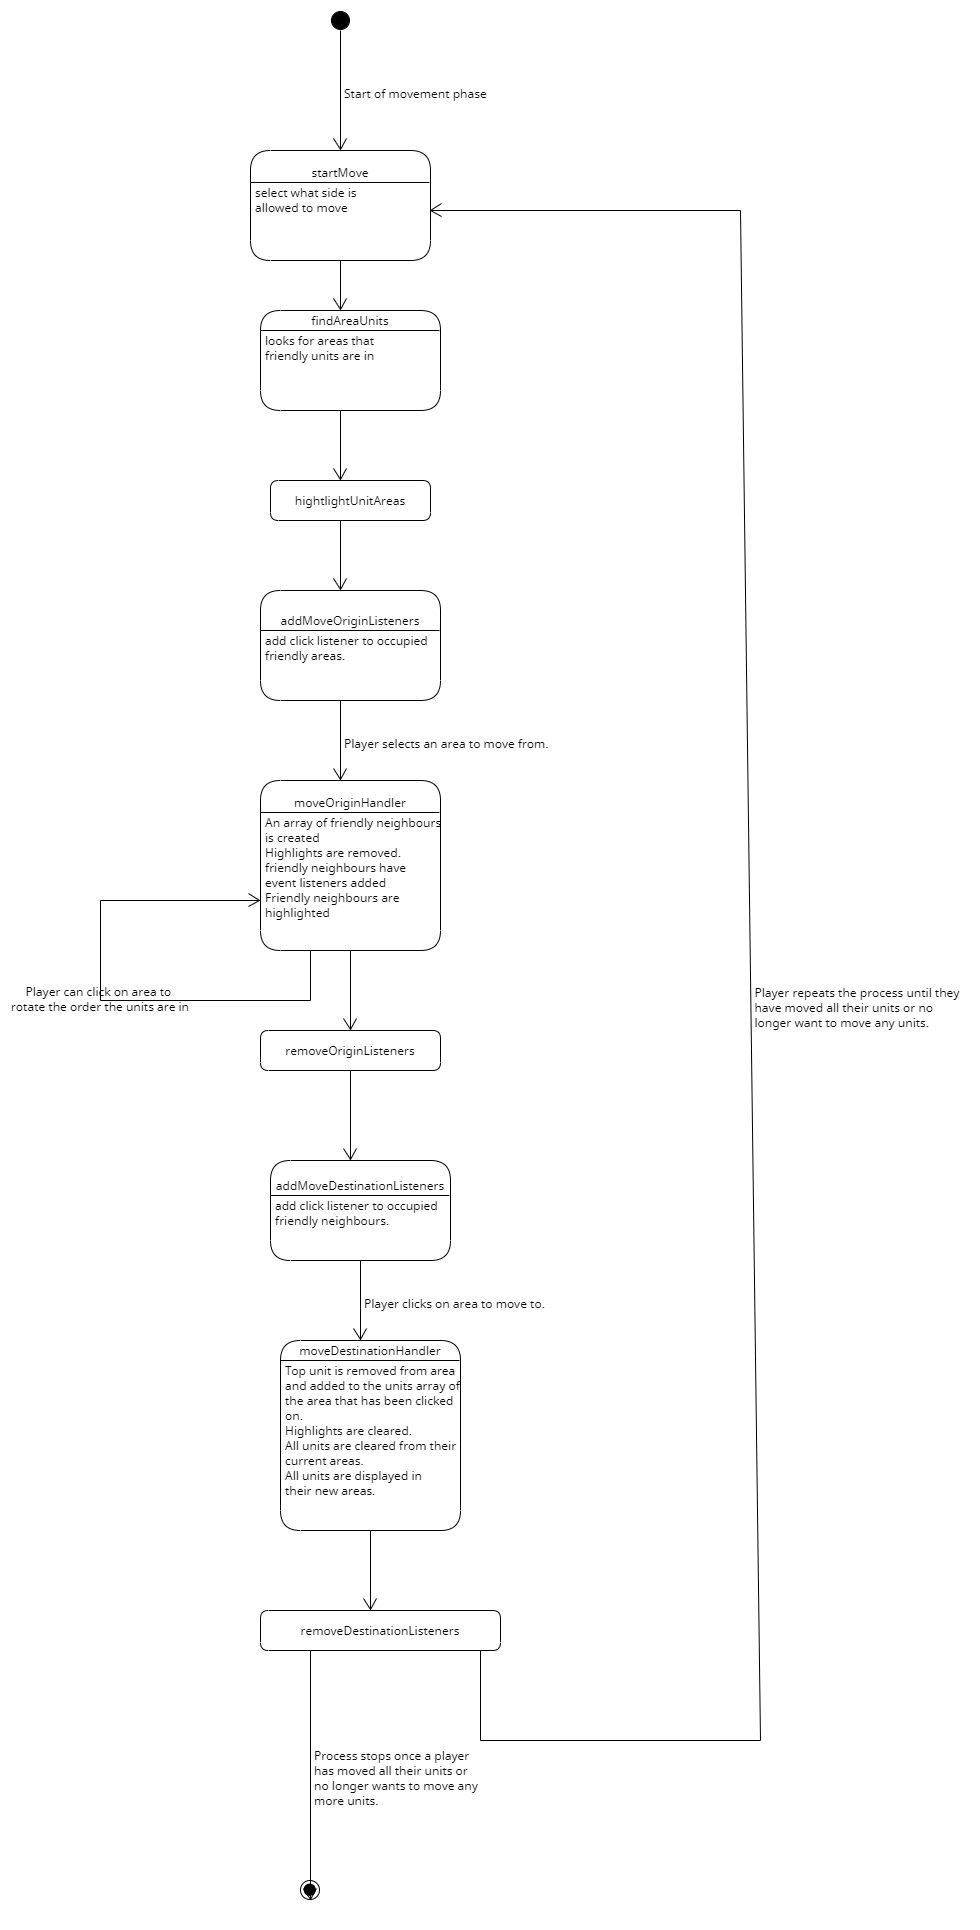 Start of movement phase
startMove
select what side is
allowed to move
findAreaUnits
looks for areas that
friendly units are in
hightlightUnitAreas
addMoveOriginListeners
add click listener to occupied
friendly areas.
Player selects an area to move from.
moveOriginHandler
An array of friendly neighbours
is created
Highlights are removed.
friendly neighbours have
event listeners added
Friendly neighbours are
highlighted
Player can click on area to
rotate the order the units are in
Player repeats the process until they
have moved all their units or no
longer want to move any units.
removeOriginListeners
addMoveDestinationListeners
add click listener to occupied
friendly neighbours.
Player clicks on area to move to.
moveDestinationHandler
Top unit is removed from area
and added to the units array of
the area that has been clicked
on.
Highlights are cleared.
All units are cleared from their
current areas.
All units are displayed in
their new areas.
removeDestinationListeners
Process stops once a player
has moved all their units or
no longer wants to move any
more units.